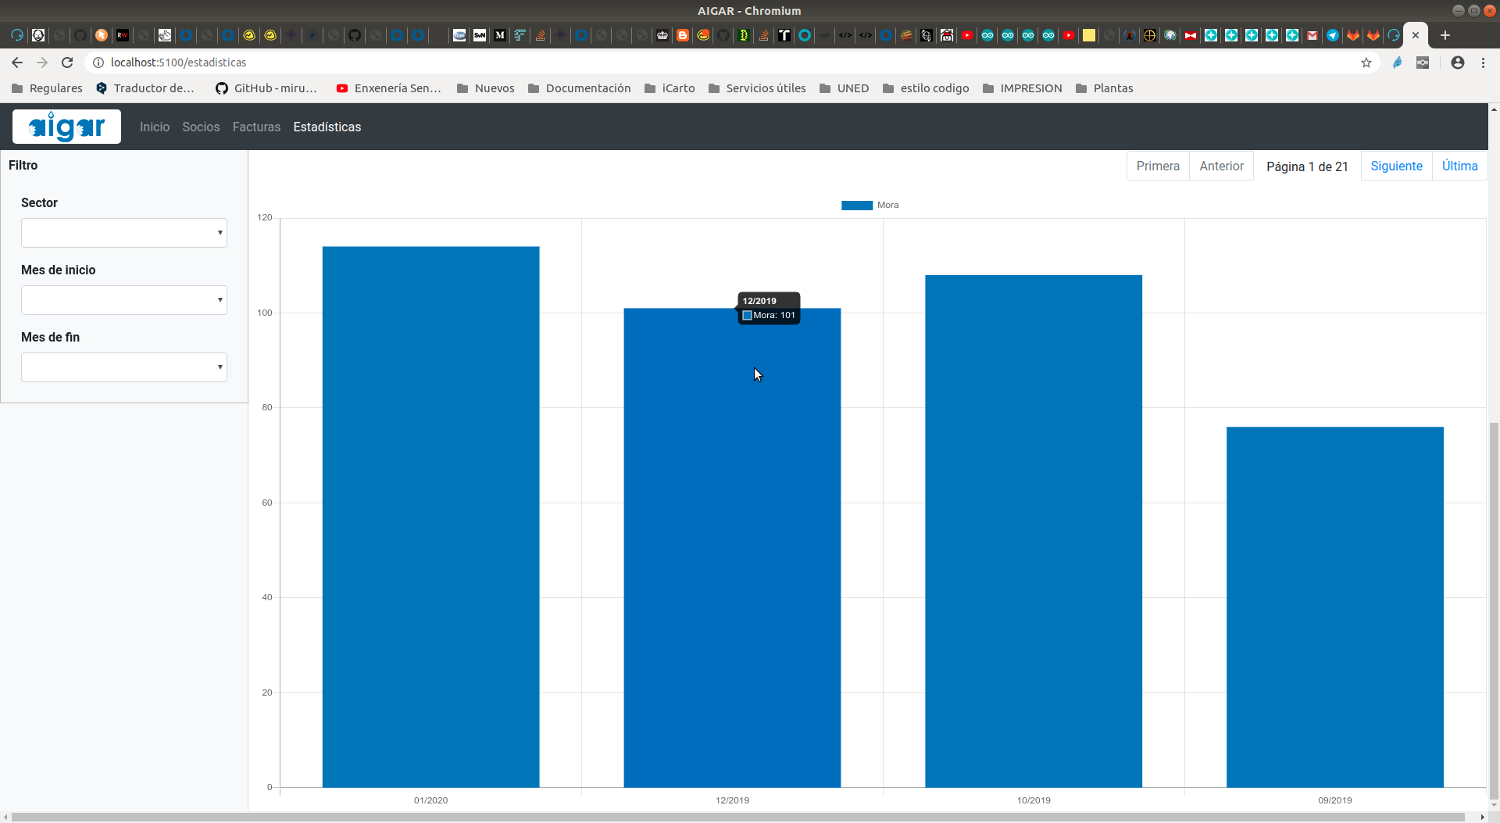 AIGAR - Chromium
localhost:5100/estadisticas
Regulares
Traductor de…
GitHub - miru…
Enxenería Sen…
Nuevos
Documentación
iCarto
Servicios útiles
UNED
estilo codigo
IMPRESION
Plantas
aigar
Inicio
Socios
Facturas
Estadísticas
Filtro
Sector
Mes de inicio
Mes de fin
Primera
Anterior
Página 1 de 21
Siguiente
Última
Mora
120
100
80
60
40
20
0
12/2019
Mora: 101
01/2020
12/2019
10/2019
09/2019